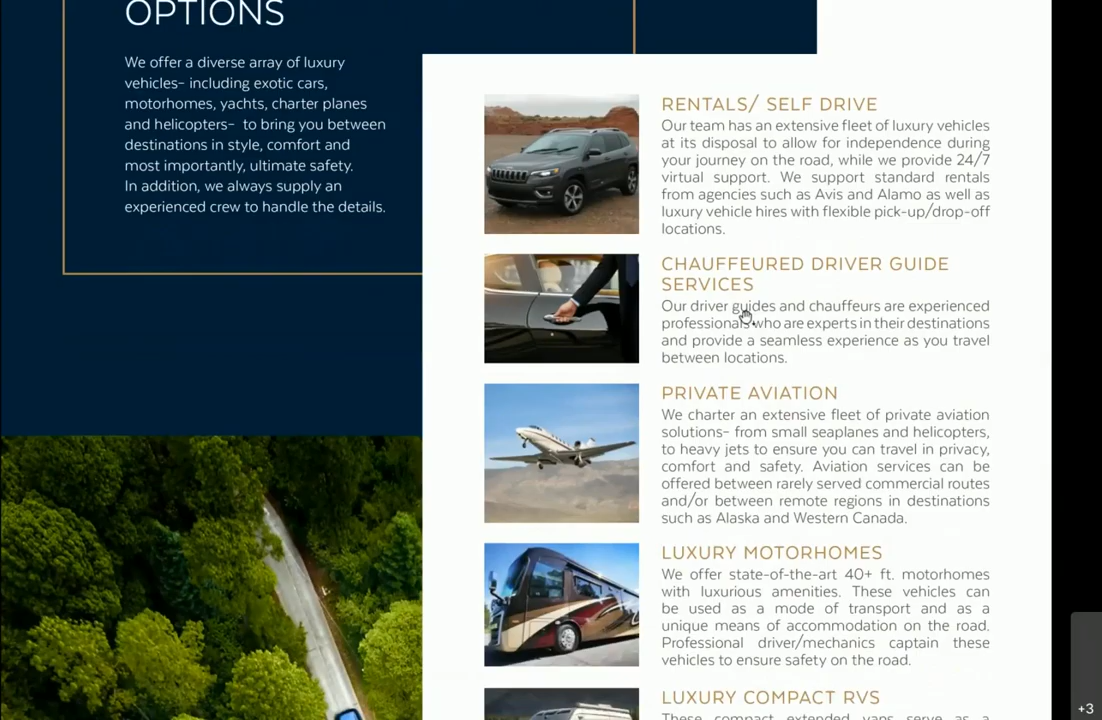 OPTIONS
We offer a diverse array of luxury
vehicles– including exotic cars,
motorhomes, yachts, charter planes
and helicopters–  to bring you between
destinations in style, comfort and
most importantly, ultimate safety.
In addition, we always supply an
experienced crew to handle the details.
RENTALS/ SELF DRIVE
Our team has an extensive fleet of luxury vehicles
at its disposal to allow for independence during
your journey on the road, while we provide 24/7
virtual support. We support standard rentals
from agencies such as Avis and Alamo as well as
luxury vehicle hires with flexible pick-up/drop-off
locations.
CHAUFFEURED DRIVER GUIDE
SERVICES
Our driver guides and chauffeurs are experienced
professionals who are experts in their destinations
and provide a seamless experience as you travel
between locations.
PRIVATE AVIATION
We charter an extensive fleet of private aviation
solutions– from small seaplanes and helicopters,
to heavy jets to ensure you can travel in privacy,
comfort and safety. Aviation services can be
offered between rarely served commercial routes
and/or between remote regions in destinations
such as Alaska and Western Canada.
LUXURY MOTORHOMES
We offer state-of-the-art 40+ ft. motorhomes
with luxurious amenities. These vehicles can
be used as a mode of transport and as a
unique means of accommodation on the road.
Professional driver/mechanics captain these
vehicles to ensure safety on the road.
LUXURY COMPACT RVS
These compact extended vans serve as a
+3